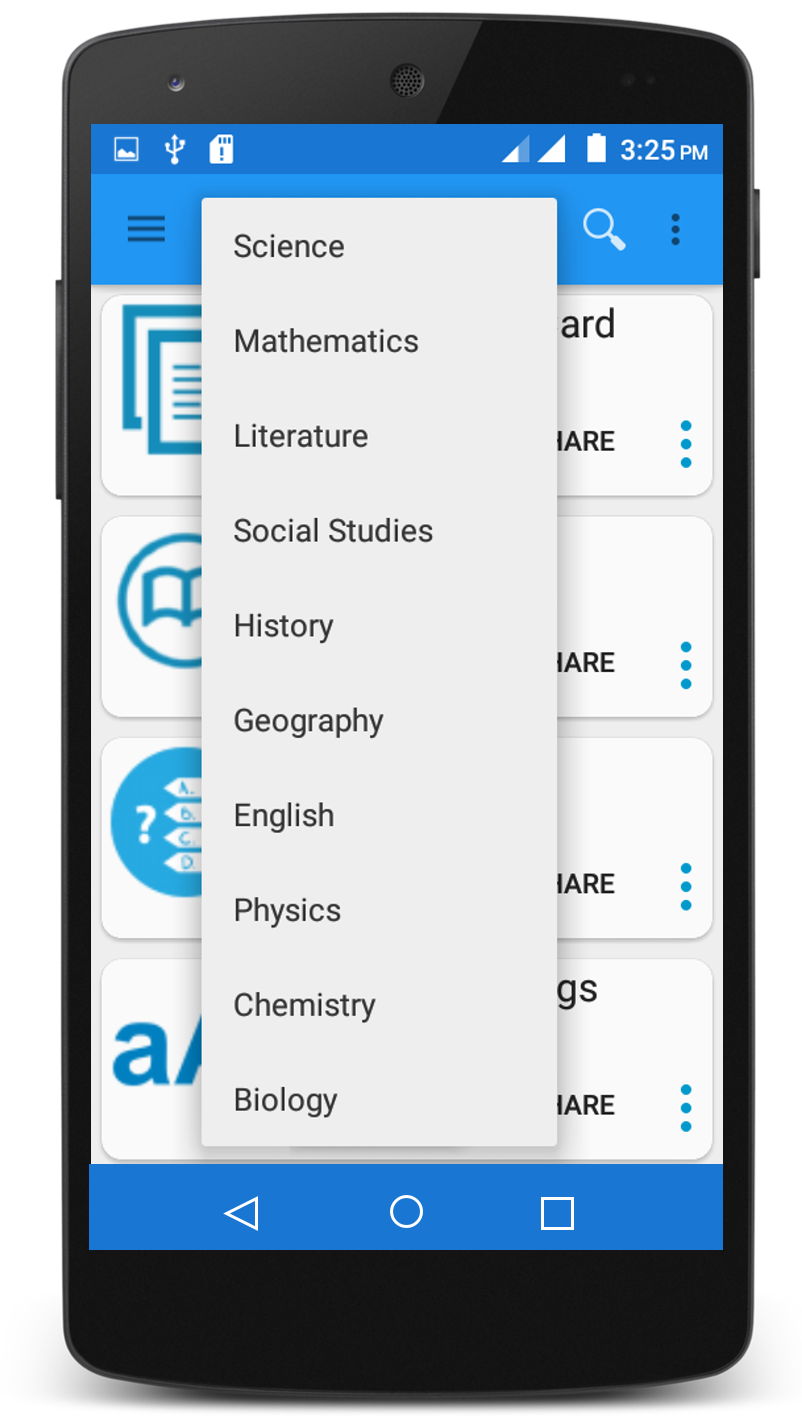 3:25 PM
Science
Mathematics
Literature
Social Studies
History
Geography
English
Physics
Chemistry
Biology
ard
HARE
HARE
?
A.
B.
C.
D.
HARE
aA
gs
HARE